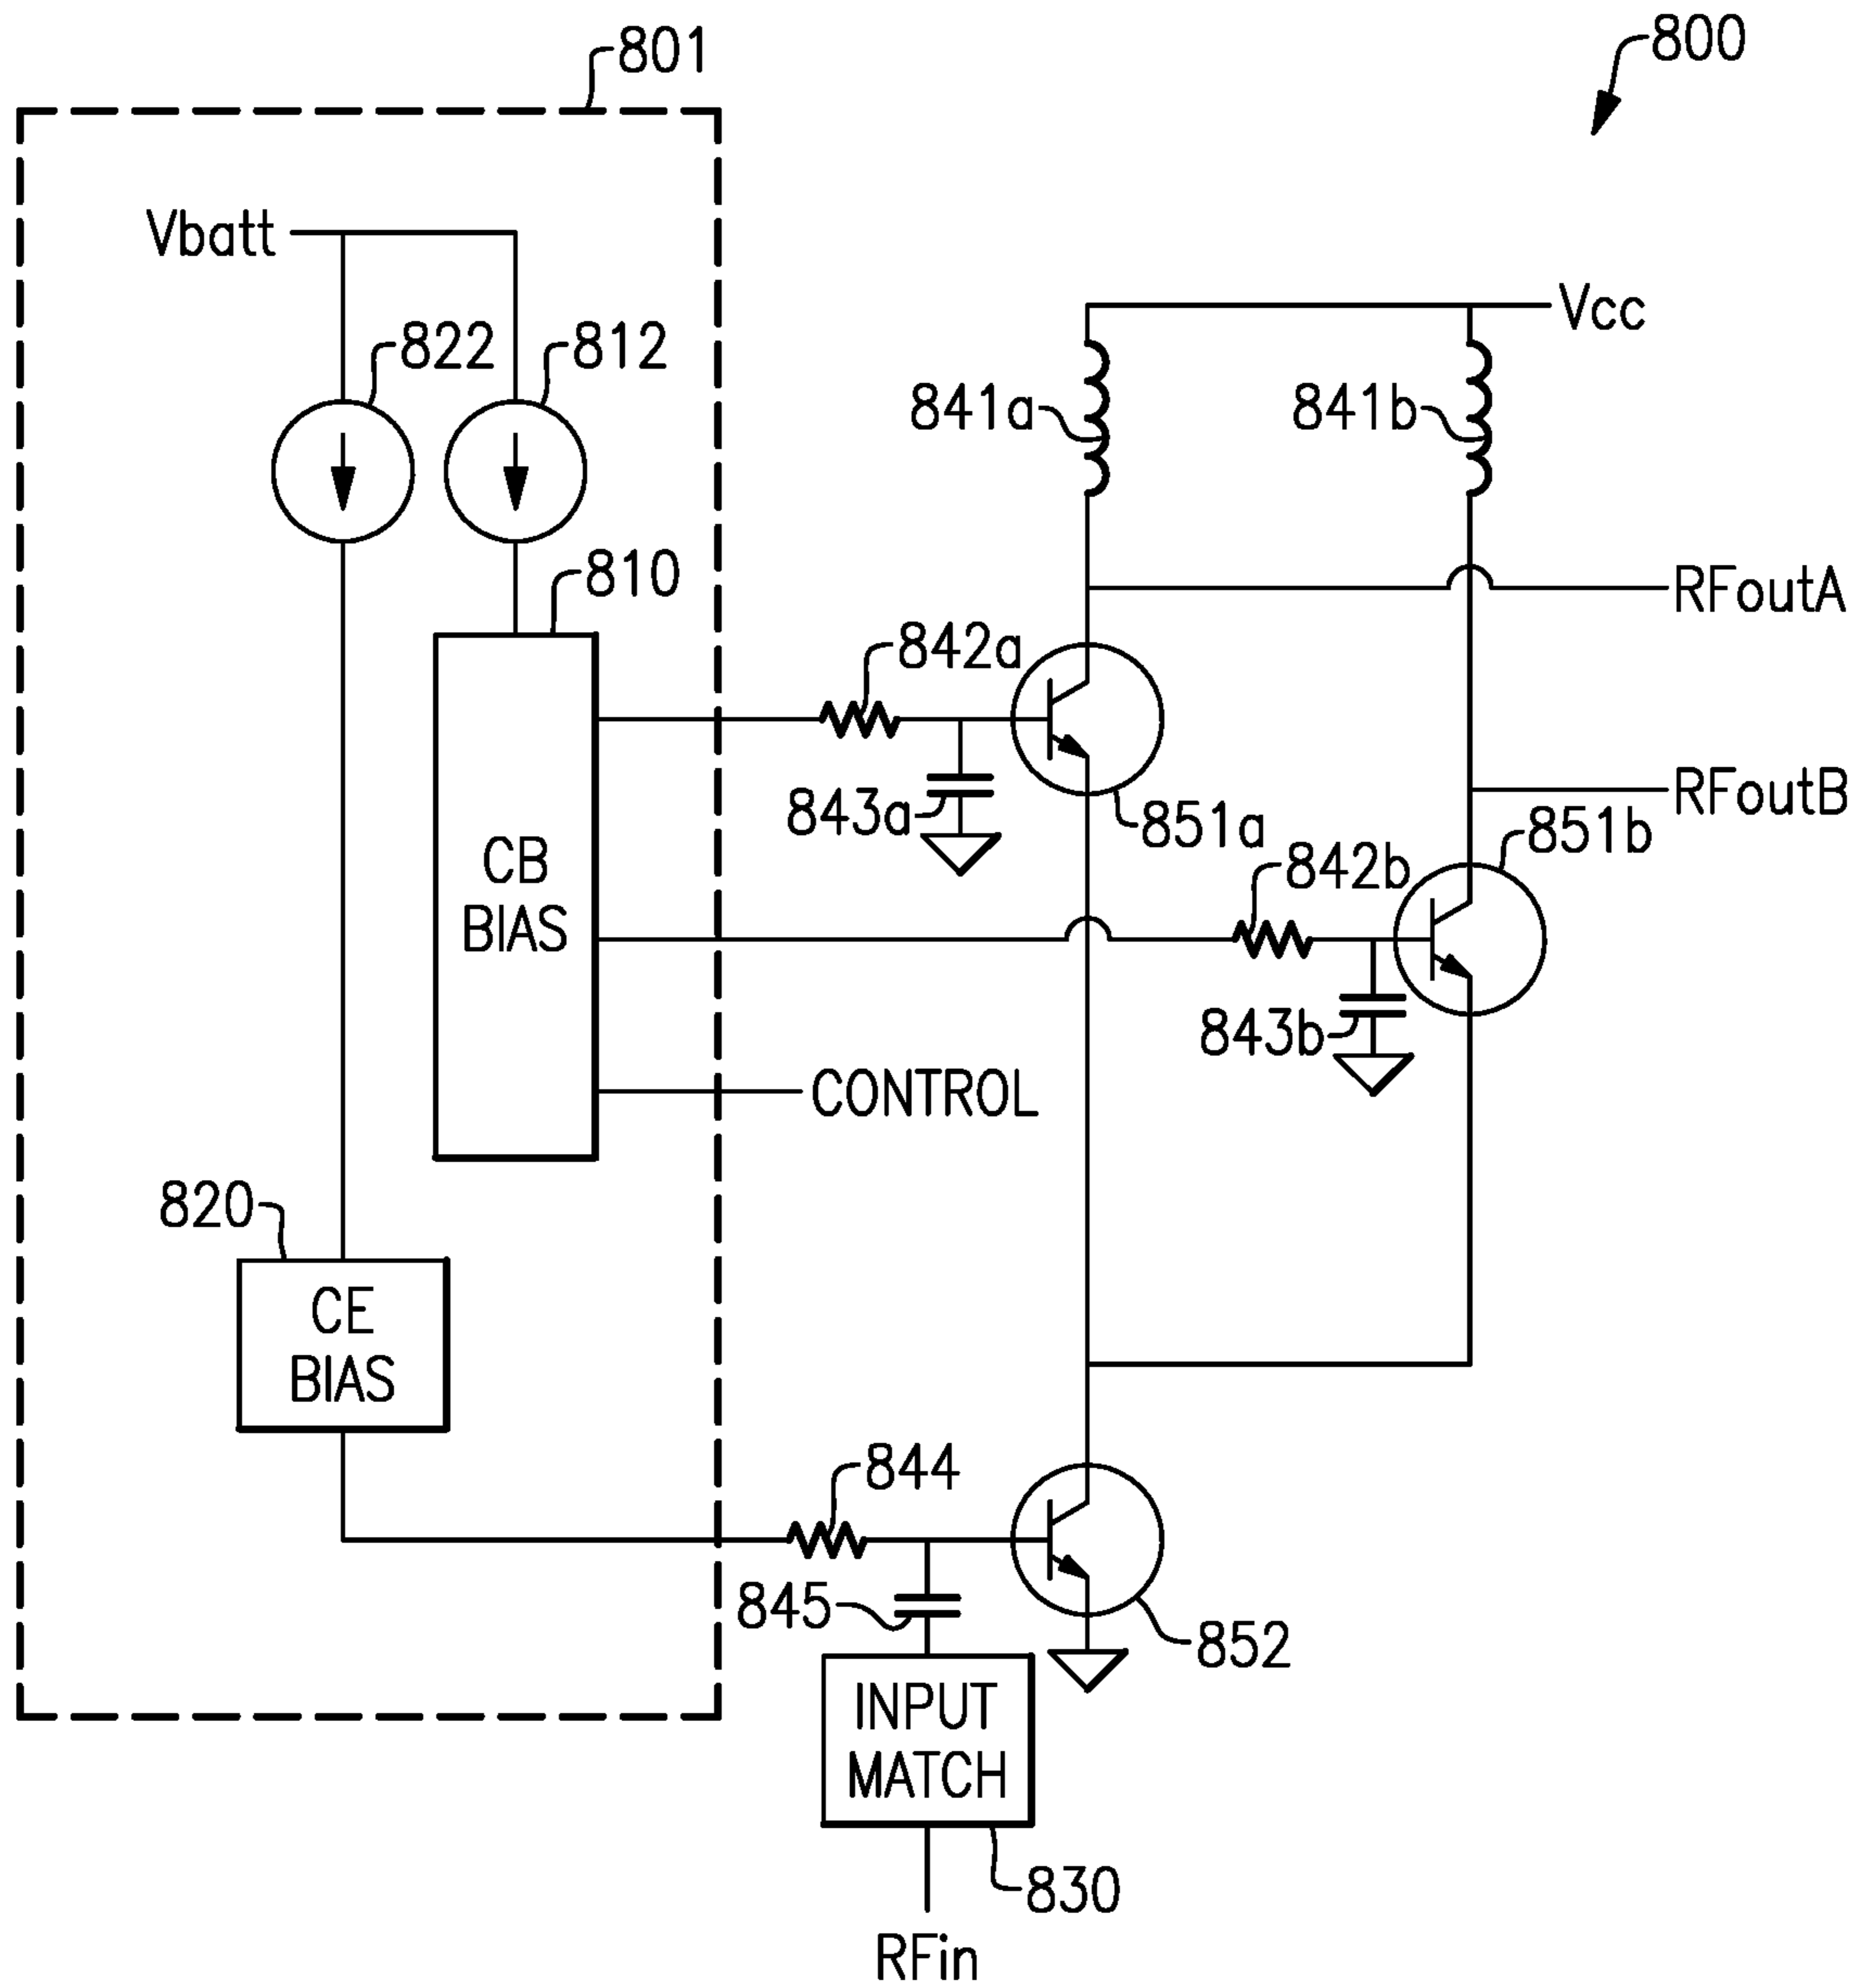 801
800
Vbatt
Vcc
822
812
841a
841b
810
RFoutA
842a
RFoutB
843a
851a
851b
CB
BIAS
842b
843b
CONTROL
820
CE
BIAS
844
845
852
INPUT
MATCH
830
RFin